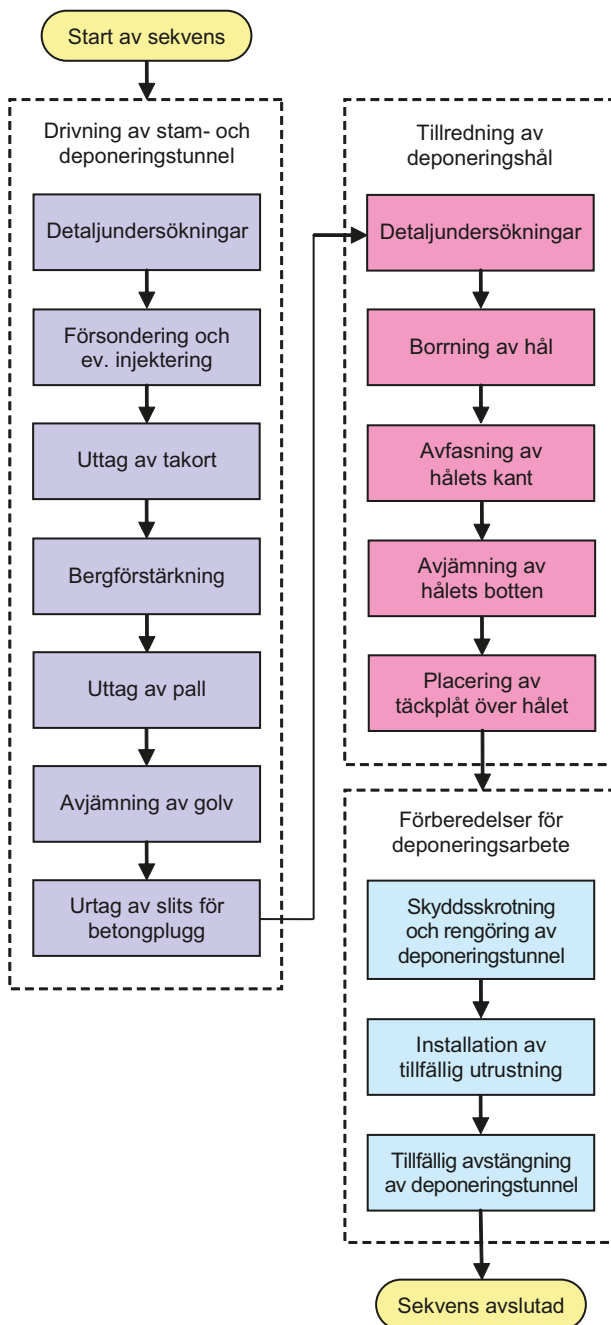 Start av sekvens
Drivning av stam- och
deponeringstunnel
Detaljundersökningar
Försondering och
ev. injektering
Uttag av takort
Bergförstärkning
Uttag av pall
Avjämning av golv
Urtag av slits för
betongplugg
Tillredning av
deponeringshål
Detaljundersökningar
Borrning av hål
Avfasning av
hålets kant
Avjämning av
hålets botten
Placering av
täckplåt över hålet
Förberedelser för
deponeringsarbete
Skyddsskrotning
och rengöring av
deponeringstunnel
Installation av
tillfällig utrustning
Tillfällig avstängning
av deponeringstunnel
Sekvens avslutad